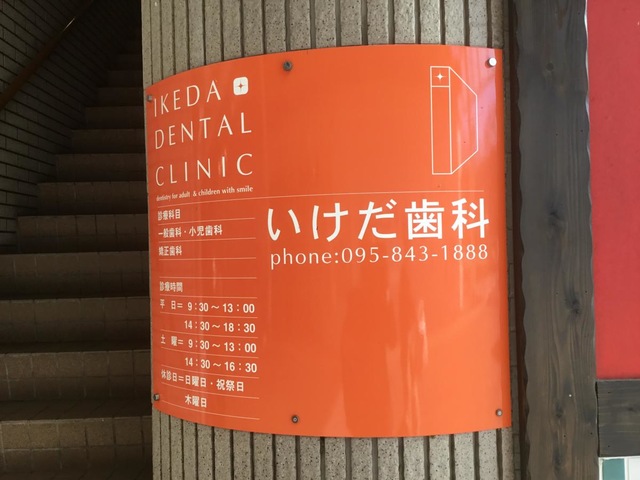 IKEDA
DENTAL
CLINIC
dentistry for adult & children with smile
診療科目
一般歯科・小児歯科
矯正歯科
診療時間
平 日＝ 9：30～13：00
14：30～18：30
土 曜＝ 9：30～13：00
14：30～16：30
休診日＝日曜日・祝祭日
木曜日
いけだ歯科
phone:095-843-1888